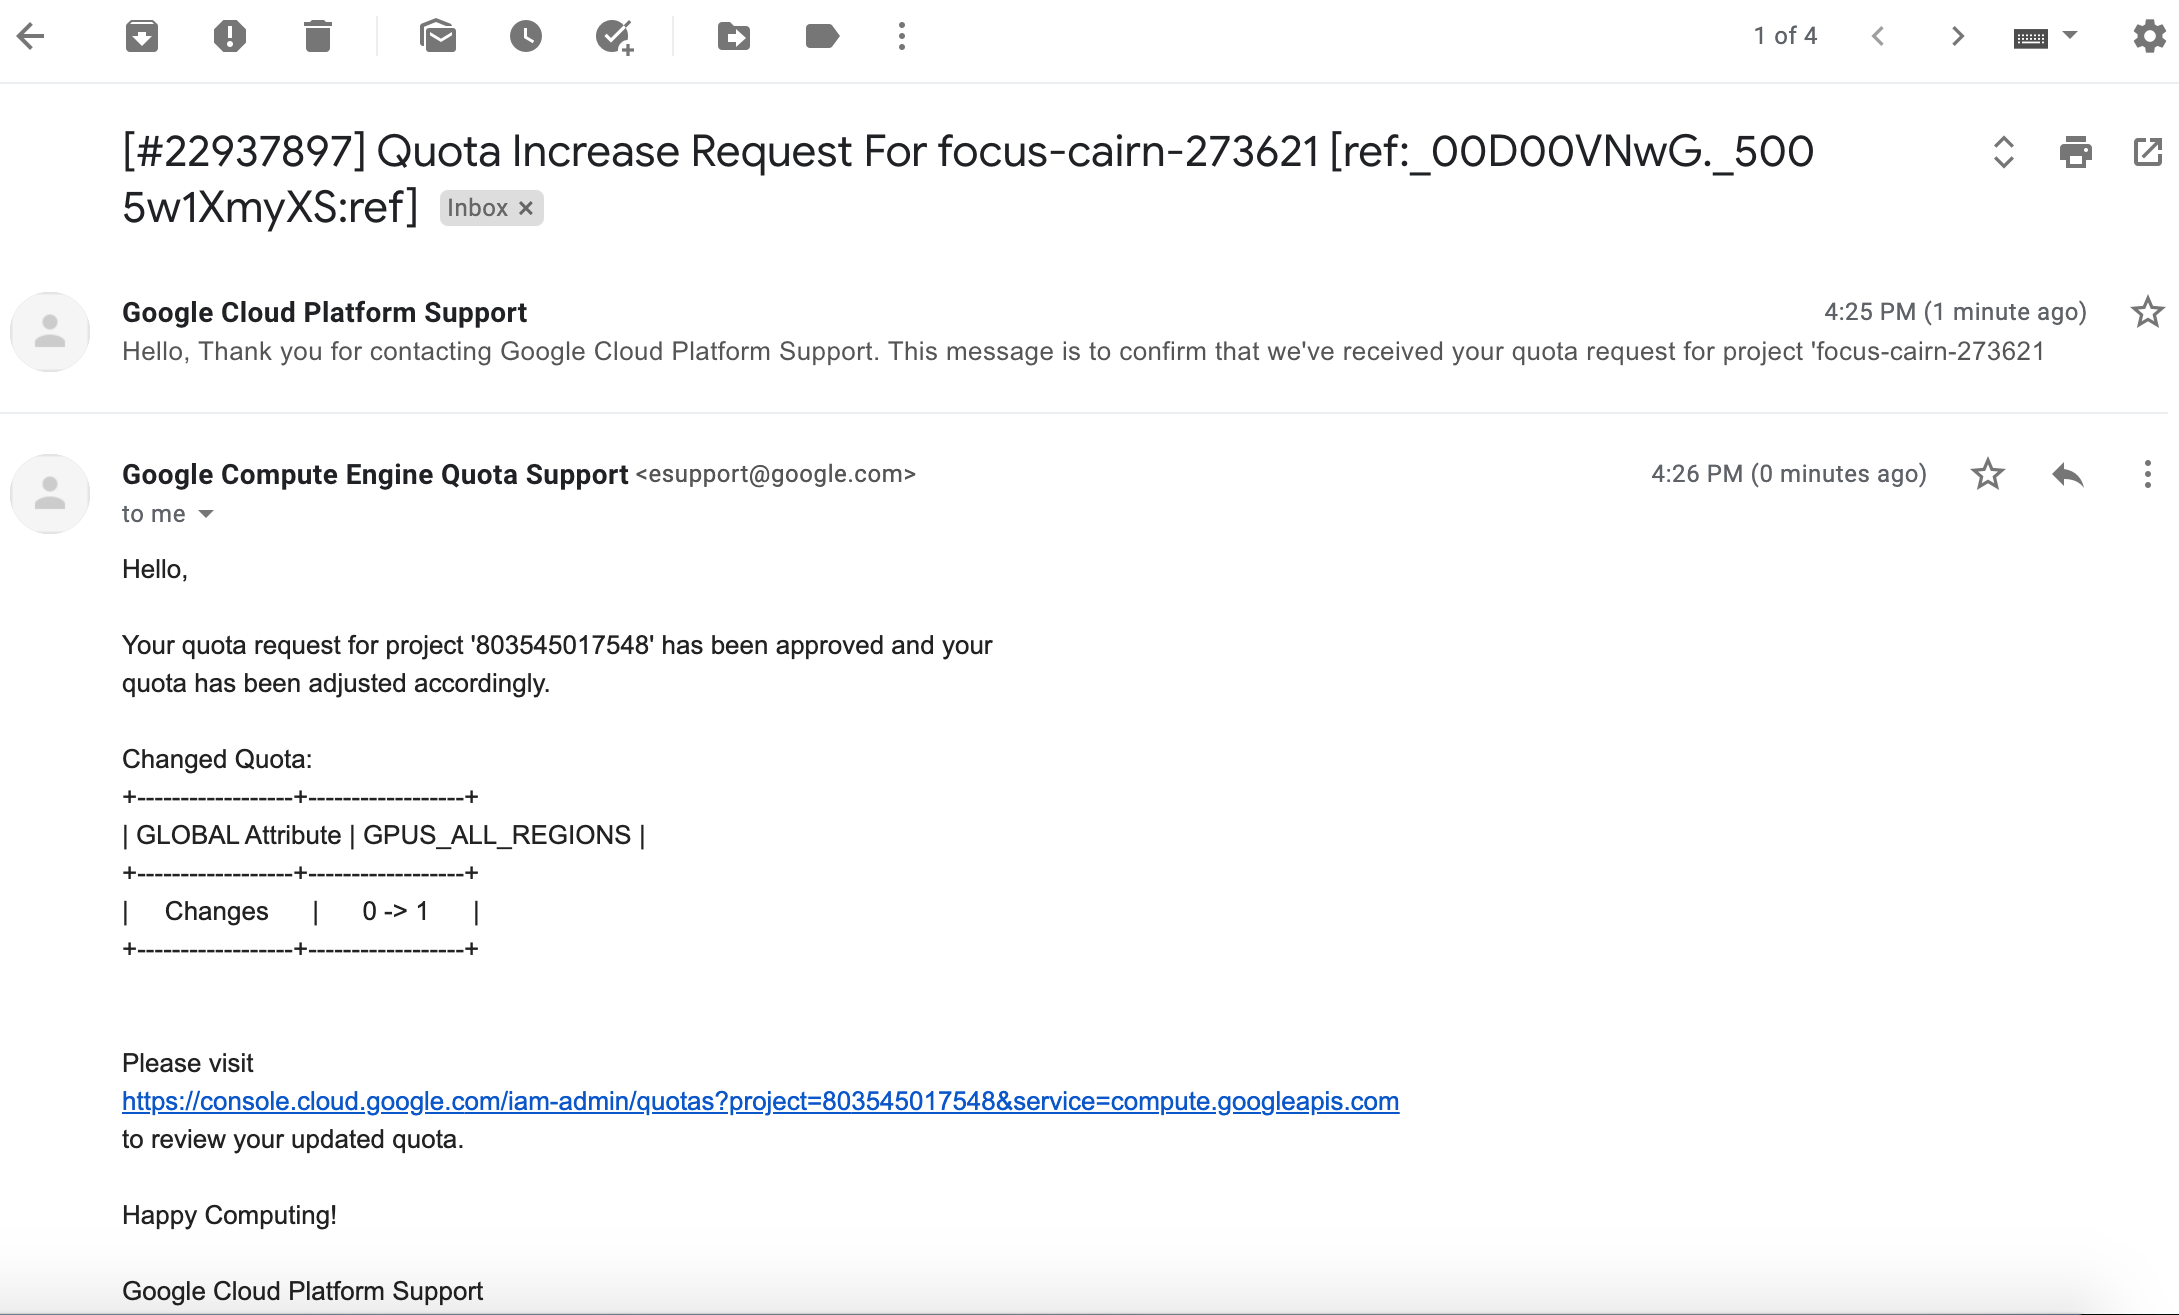 1 of 4
[#22937897] Quota Increase Request For focus-cairn-273621 [ref:_00D00VNwG._500
5w1XmyXS:ref] Inbox ×
Google Cloud Platform Support 4:25 PM (1 minute ago)
Hello, Thank you for contacting Google Cloud Platform Support. This message is to confirm that we've received your quota request for project 'focus-cairn-273621
Google Compute Engine Quota Support <esupport@google.com> 4:26 PM (0 minutes ago)
to me
Hello,
Your quota request for project '803545017548' has been approved and your
quota has been adjusted accordingly.
Changed Quota:
+------------------+------------------+
| GLOBAL Attribute | GPUS_ALL_REGIONS |
+------------------+------------------+
| Changes | 0 -> 1 |
+------------------+------------------+
Please visit
https://console.cloud.google.com/iam-admin/quotas?project=803545017548&service=compute.googleapis.com
to review your updated quota.
Happy Computing!
Google Cloud Platform Support